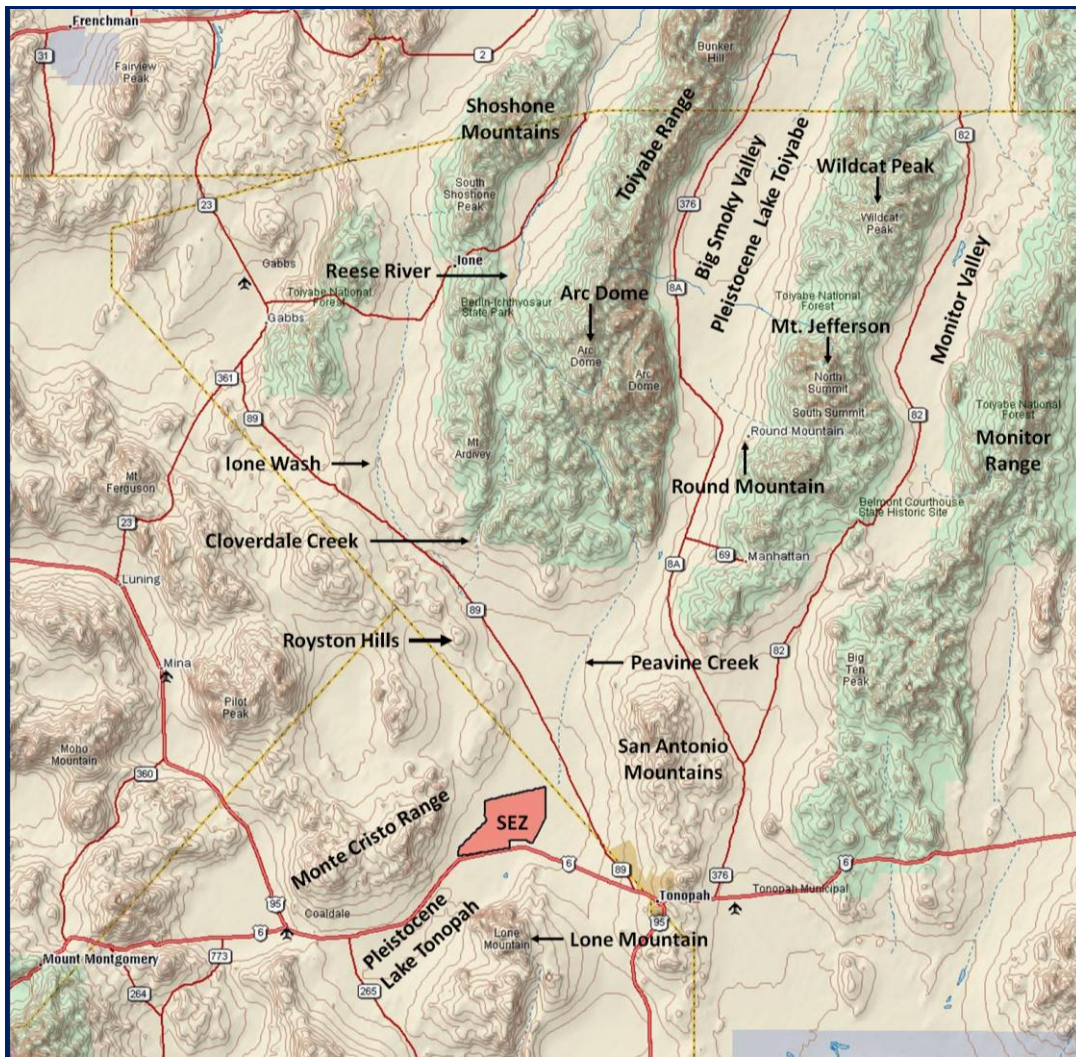 Frenchman
31
Fairview
Peak
2
Bunker
Hill
Shoshone
Mountains
Toiyabe Range
Big Smoky Valley
Pleistocene Lake Toiyabe
82
Wildcat Peak
Wildcat
Peak
South
Shoshone
Peak
23
376
Monitor Valley
Gabbs
Ione
Reese River
Toiyabe National
Forest
Berlin-Ichthyosaur
State Park
Arc Dome
8A
Toiyabe National
Forest
Gabbs
Mt. Jefferson
Arc
Dome
Arc
Dome
North
Summit
South Summit
361
89
82
Toiyabe National
Forest
Round Mountain
Mt
Ardivey
Monitor
Range
Ione Wash
Mt
Ferguson
Round Mountain
Belmont Courthouse
State Historic Site
23
Cloverdale Creek
69
Manhattan
8A
Luning
89
Royston Hills
82
Mina
Peavine Creek
Big
Ten
Peak
Pilot
Peak
San Antonio
Mountains
Moho
Mountain
360
SEZ
Monte Cristo Range
6
89
6
376
Tonopah
Tonopah Municipal
95
Coaldale
95
Pleistocene
Lake Tonopah
6
Lone
Mountain
Lone Mountain
Mount Montgomery
773
264
265